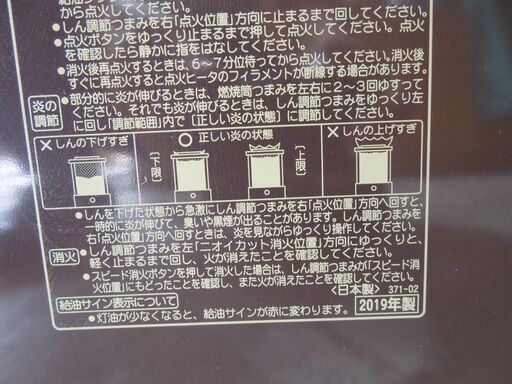 から点火してください。
●しん調節つまみを右「点火位置」方向に止まるまで回してください。
●点火ボタンをゆっくり止まるまで押して点火してください。点火
を確認したら静かに指をはなしてください。
●消火後再点火するときは、6～7分位待ってから点火してください。消火後
すぐに再点火すると点火ヒータのフィラメントが断線する場合があります。
炎の調節
●部分的に炎が伸びるときは、燃焼筒つまみを左右に2～3回ゆすって
ください。それでも炎が伸びるときは、しん調節つまみをゆっくり左
に回し「調節範囲」内で〔正しい炎の状態〕に調節してください。
×しんの下げすぎ
○正しい炎の状態
×しんの上げすぎ
〔下限〕
〔上限〕
●しんを下げた状態から急激にしん調節つまみを右「点火位置」方向へ回すと、
一時的に炎が伸びて、臭いや黒煙が出ることがあります。しん調節つまみを
右「点火位置」方向へ回すときは、炎を見ながらゆっくり操作してください。
消火
●しん調節つまみを左「ニオイカット消火位置」方向にゆっくりと、
軽く止まるまで回し、火が消えたことを確認してください。
●スピード消火ボタンを押して消火した場合は、しん調節つまみが「スピード消
火位置」にもどったことを確認し、また火が消えたことを確認してください。
〈日本製〉 371-02
給油サイン表示について
2019年製
●灯油が少なくなると、給油サインが赤に変わります。